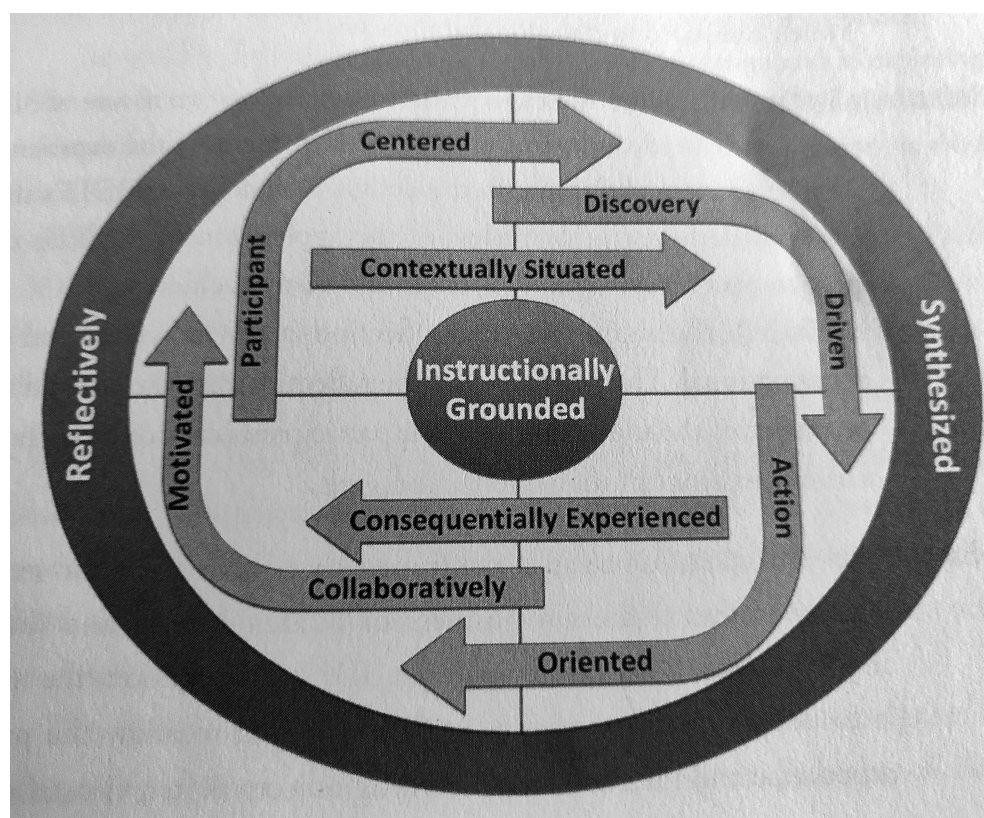 Centered
Discovery
Participant
Contextually Situated
Driven
Reflectively
Synthesized
Instructionally
Grounded
Motivated
Action
Consequentially Experienced
Collaboratively
Oriented